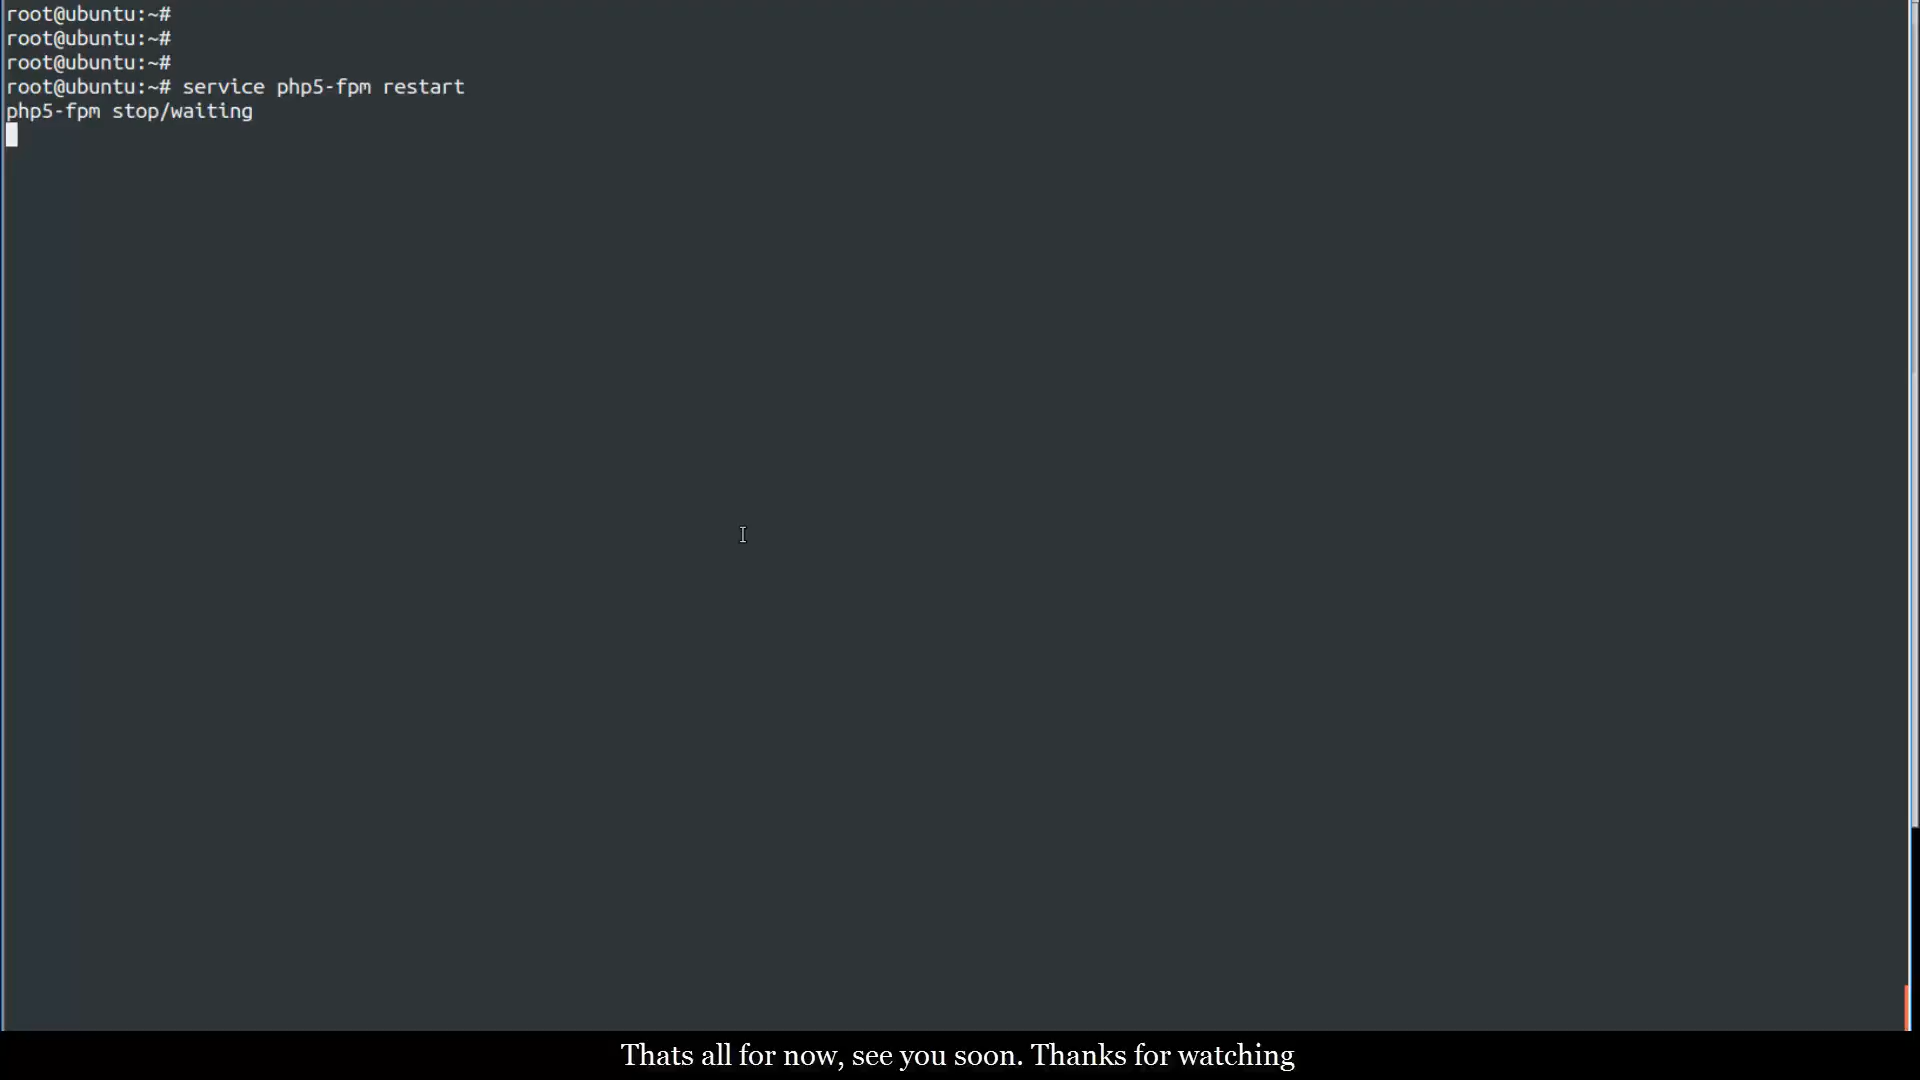 root@ubuntu:~#
root@ubuntu:~#
root@ubuntu:~#
root@ubuntu:~# service php5-fpm restart
php5-fpm stop/waiting
Thats all for now, see you soon. Thanks for watching